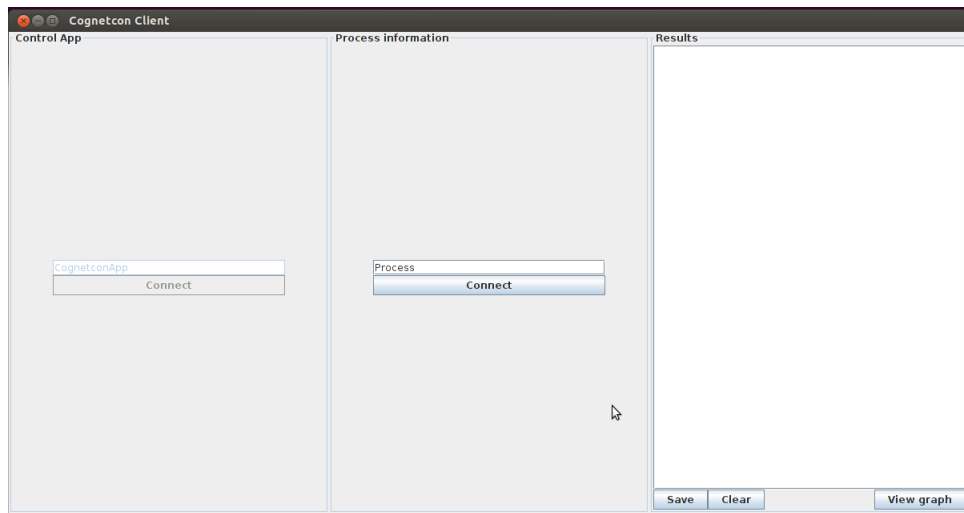 Cognetcon Client
Control App
Process information
Results
CognetconApp
Connect
Process
Connect
Save
Clear
View graph